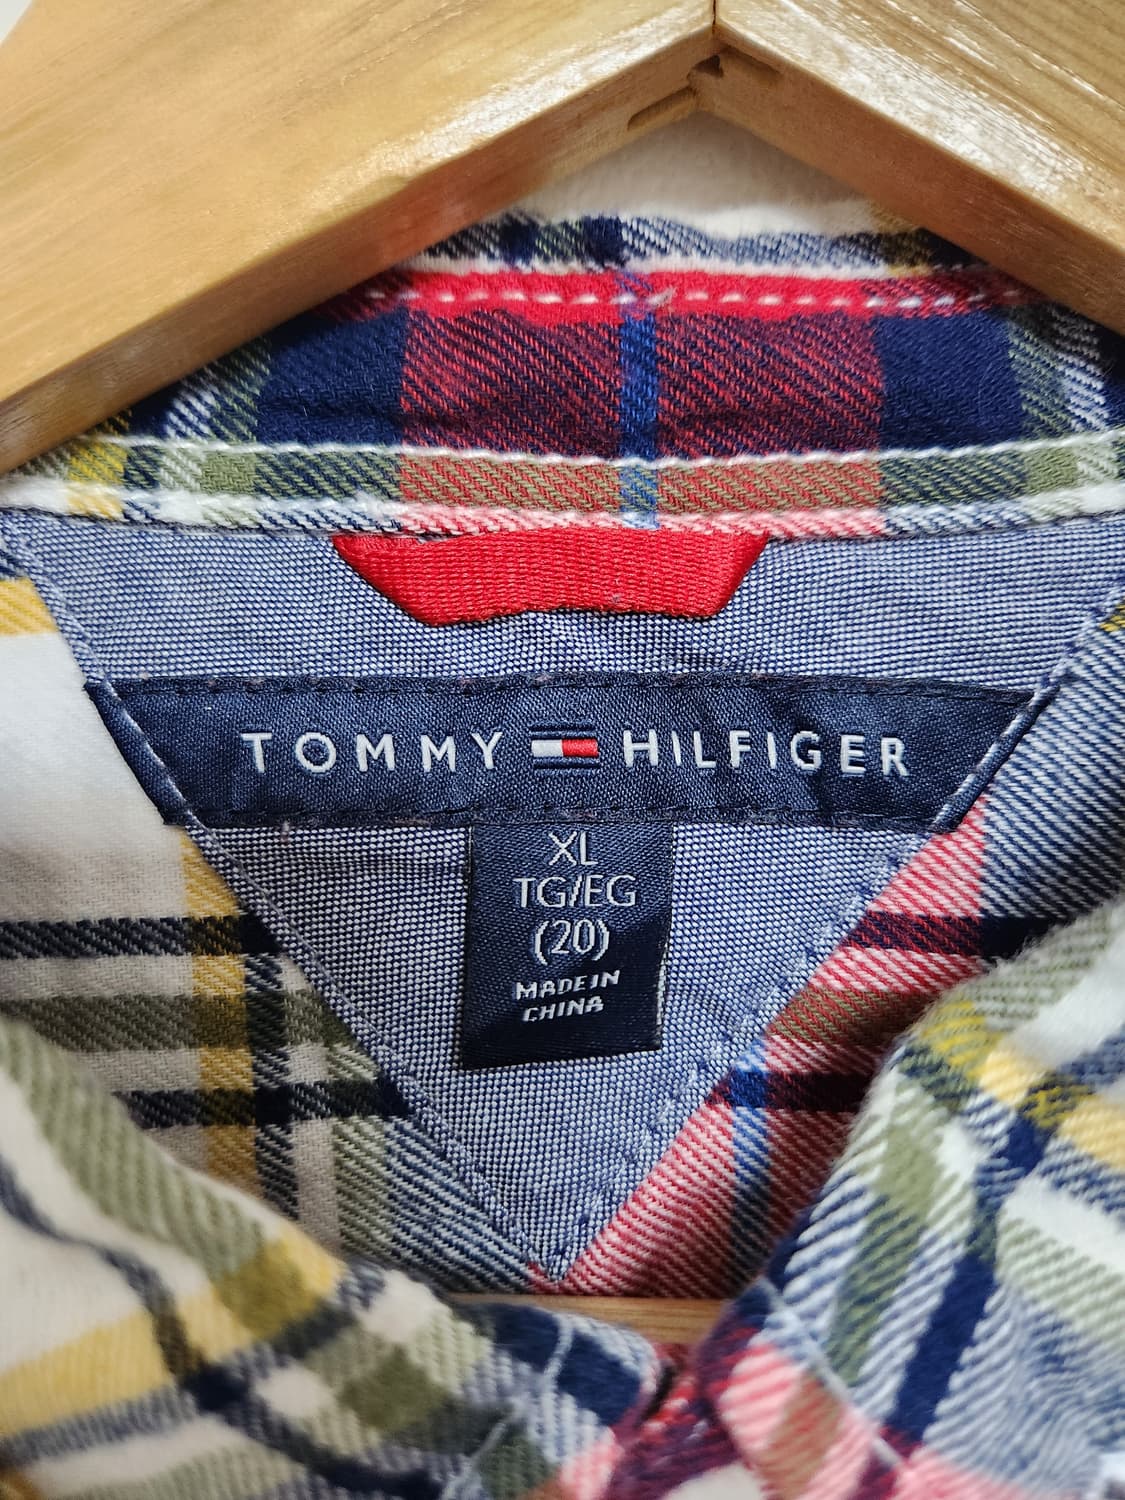 TOMMY HILFIGER
XL
TG/EG
(20)
MADE IN
CHINA